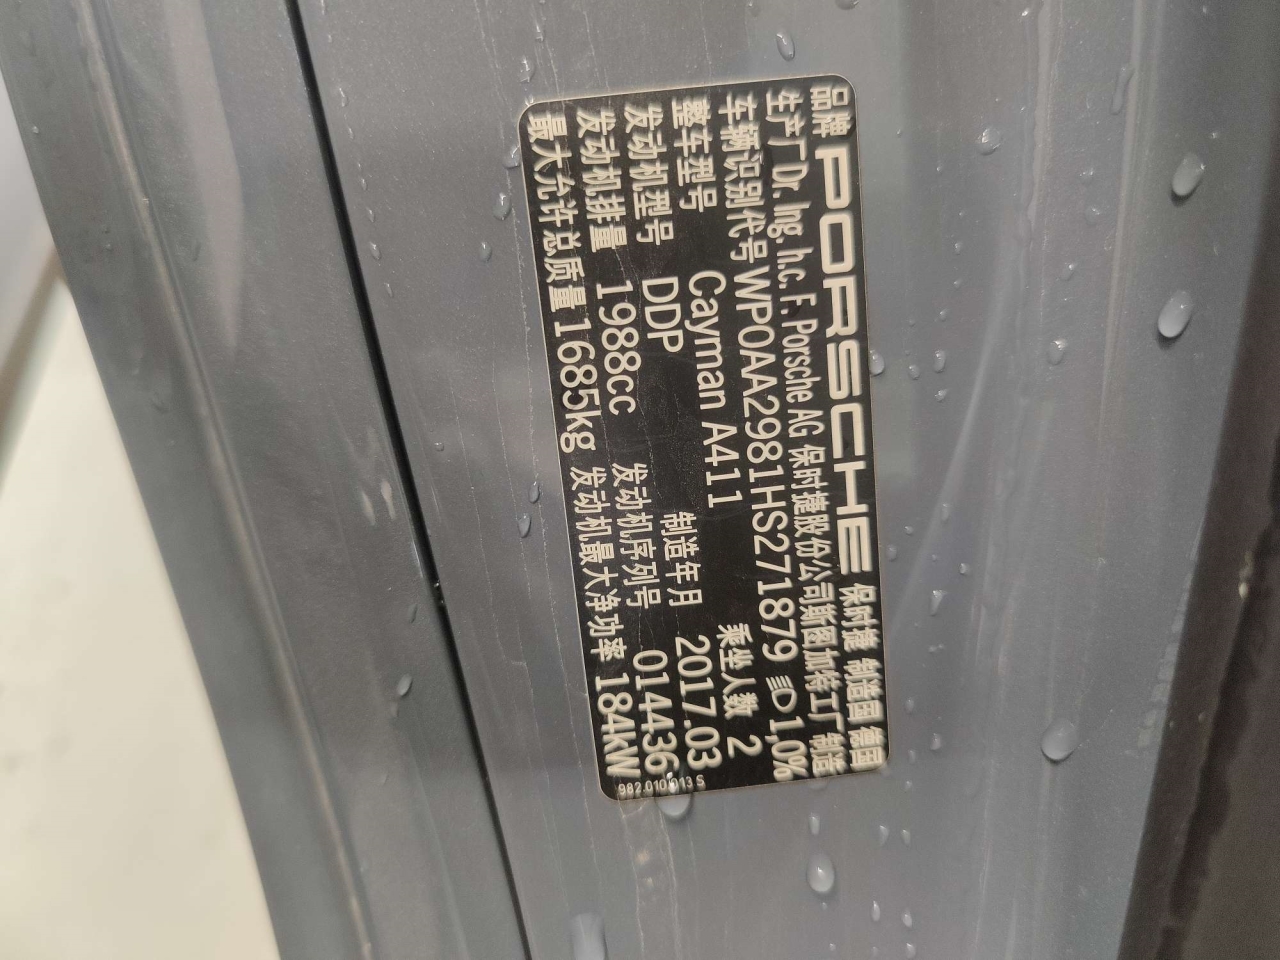 品牌 PORSCHE 保时捷 制造国 德国
生产厂Dr. Ing. h.c. F. Porsche AG 保时捷股份公司斯图加特工厂 制造
车辆识别代号 WP0AA2981HS271879 1,0%
整车型号 Cayman A411 乘坐人数 2
发动机型号 DDP 制造年月 2017.03
发动机排量 1988cc 发动机序列号 014436
最大允许总质量 1685kg 发动机最大净功率 184kW
982.010.013 S